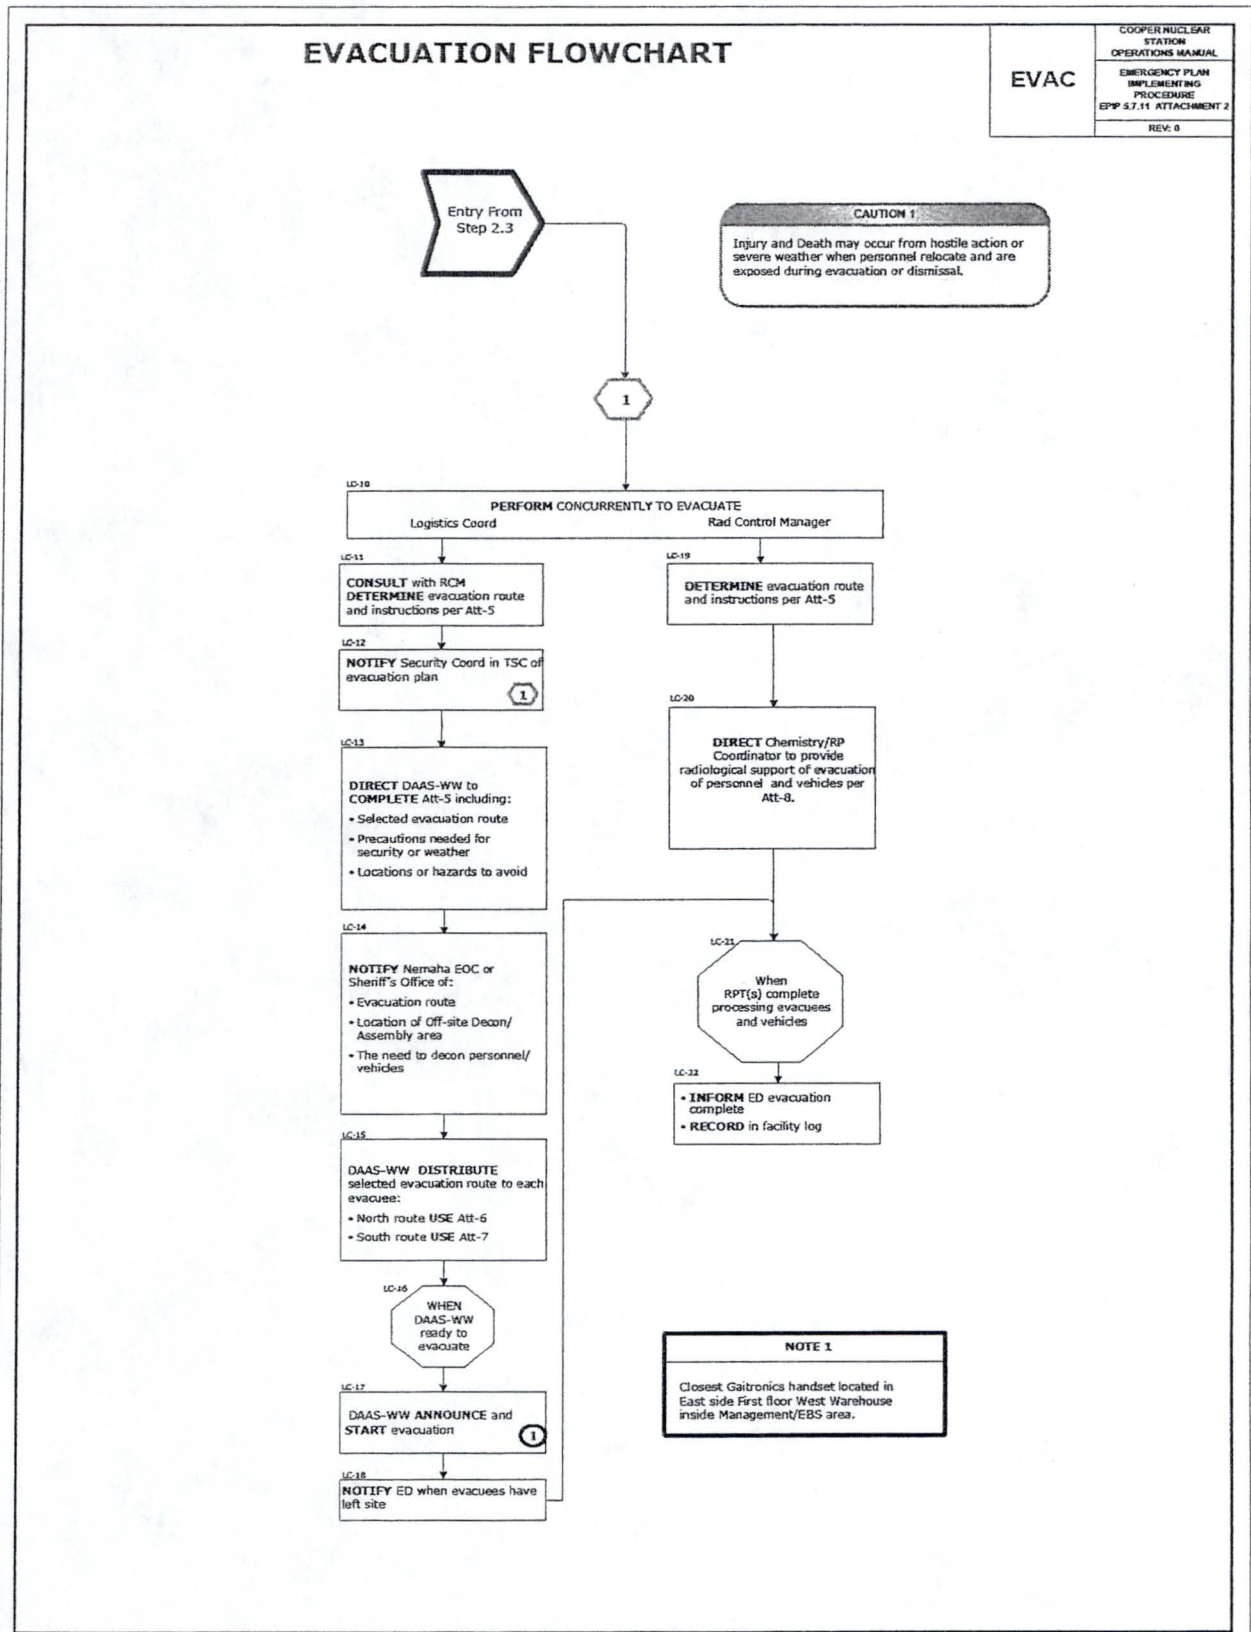 EVACUATION FLOWCHART
EVAC
COOPER NUCLEAR
STATION
OPERATIONS MANUAL
EMERGENCY PLAN
IMPLEMENTING
PROCEDURE
EPIP 5.7.11 ATTACHMENT 2
REV: 0
Entry From
Step 2.3
CAUTION 1
Injury and Death may occur from hostile action or
severe weather when personnel relocate and are
exposed during evacuation or dismissal.
1
LC-10
PERFORM CONCURRENTLY TO EVACUATE
Logistics Coord
Rad Control Manager
LC-11
CONSULT with RCM
DETERMINE evacuation route
and instructions per Att-5
LC-12
NOTIFY Security Coord in TSC of
evacuation plan
1
LC-13
DIRECT DAAS-WW to
COMPLETE Att-5 including:
• Selected evacuation route
• Precautions needed for
security or weather
• Locations or hazards to avoid
LC-14
NOTIFY Nemaha EOC or
Sheriff's Office of:
• Evacuation route
• Location of Off-site Decon/
Assembly area
• The need to decon personnel/
vehicles
LC-15
DAAS-WW DISTRIBUTE
selected evacuation route to each
evacuee:
• North route USE Att-6
• South route USE Att-7
LC-16
WHEN
DAAS-WW
ready to
evacuate
LC-17
DAAS-WW ANNOUNCE and
START evacuation
1
LC-18
NOTIFY ED when evacuees have
left site
LC-19
DETERMINE evacuation route
and instructions per Att-5
LC-20
DIRECT Chemistry/RP
Coordinator to provide
radiological support of evacuation
of personnel and vehicles per
Att-8.
LC-21
When
RPT(s) complete
processing evacuees
and vehicles
LC-22
• INFORM ED evacuation
complete
• RECORD in facility log
NOTE 1
Closest Gaitronics handset located in
East side First floor West Warehouse
inside Management/EBS area.